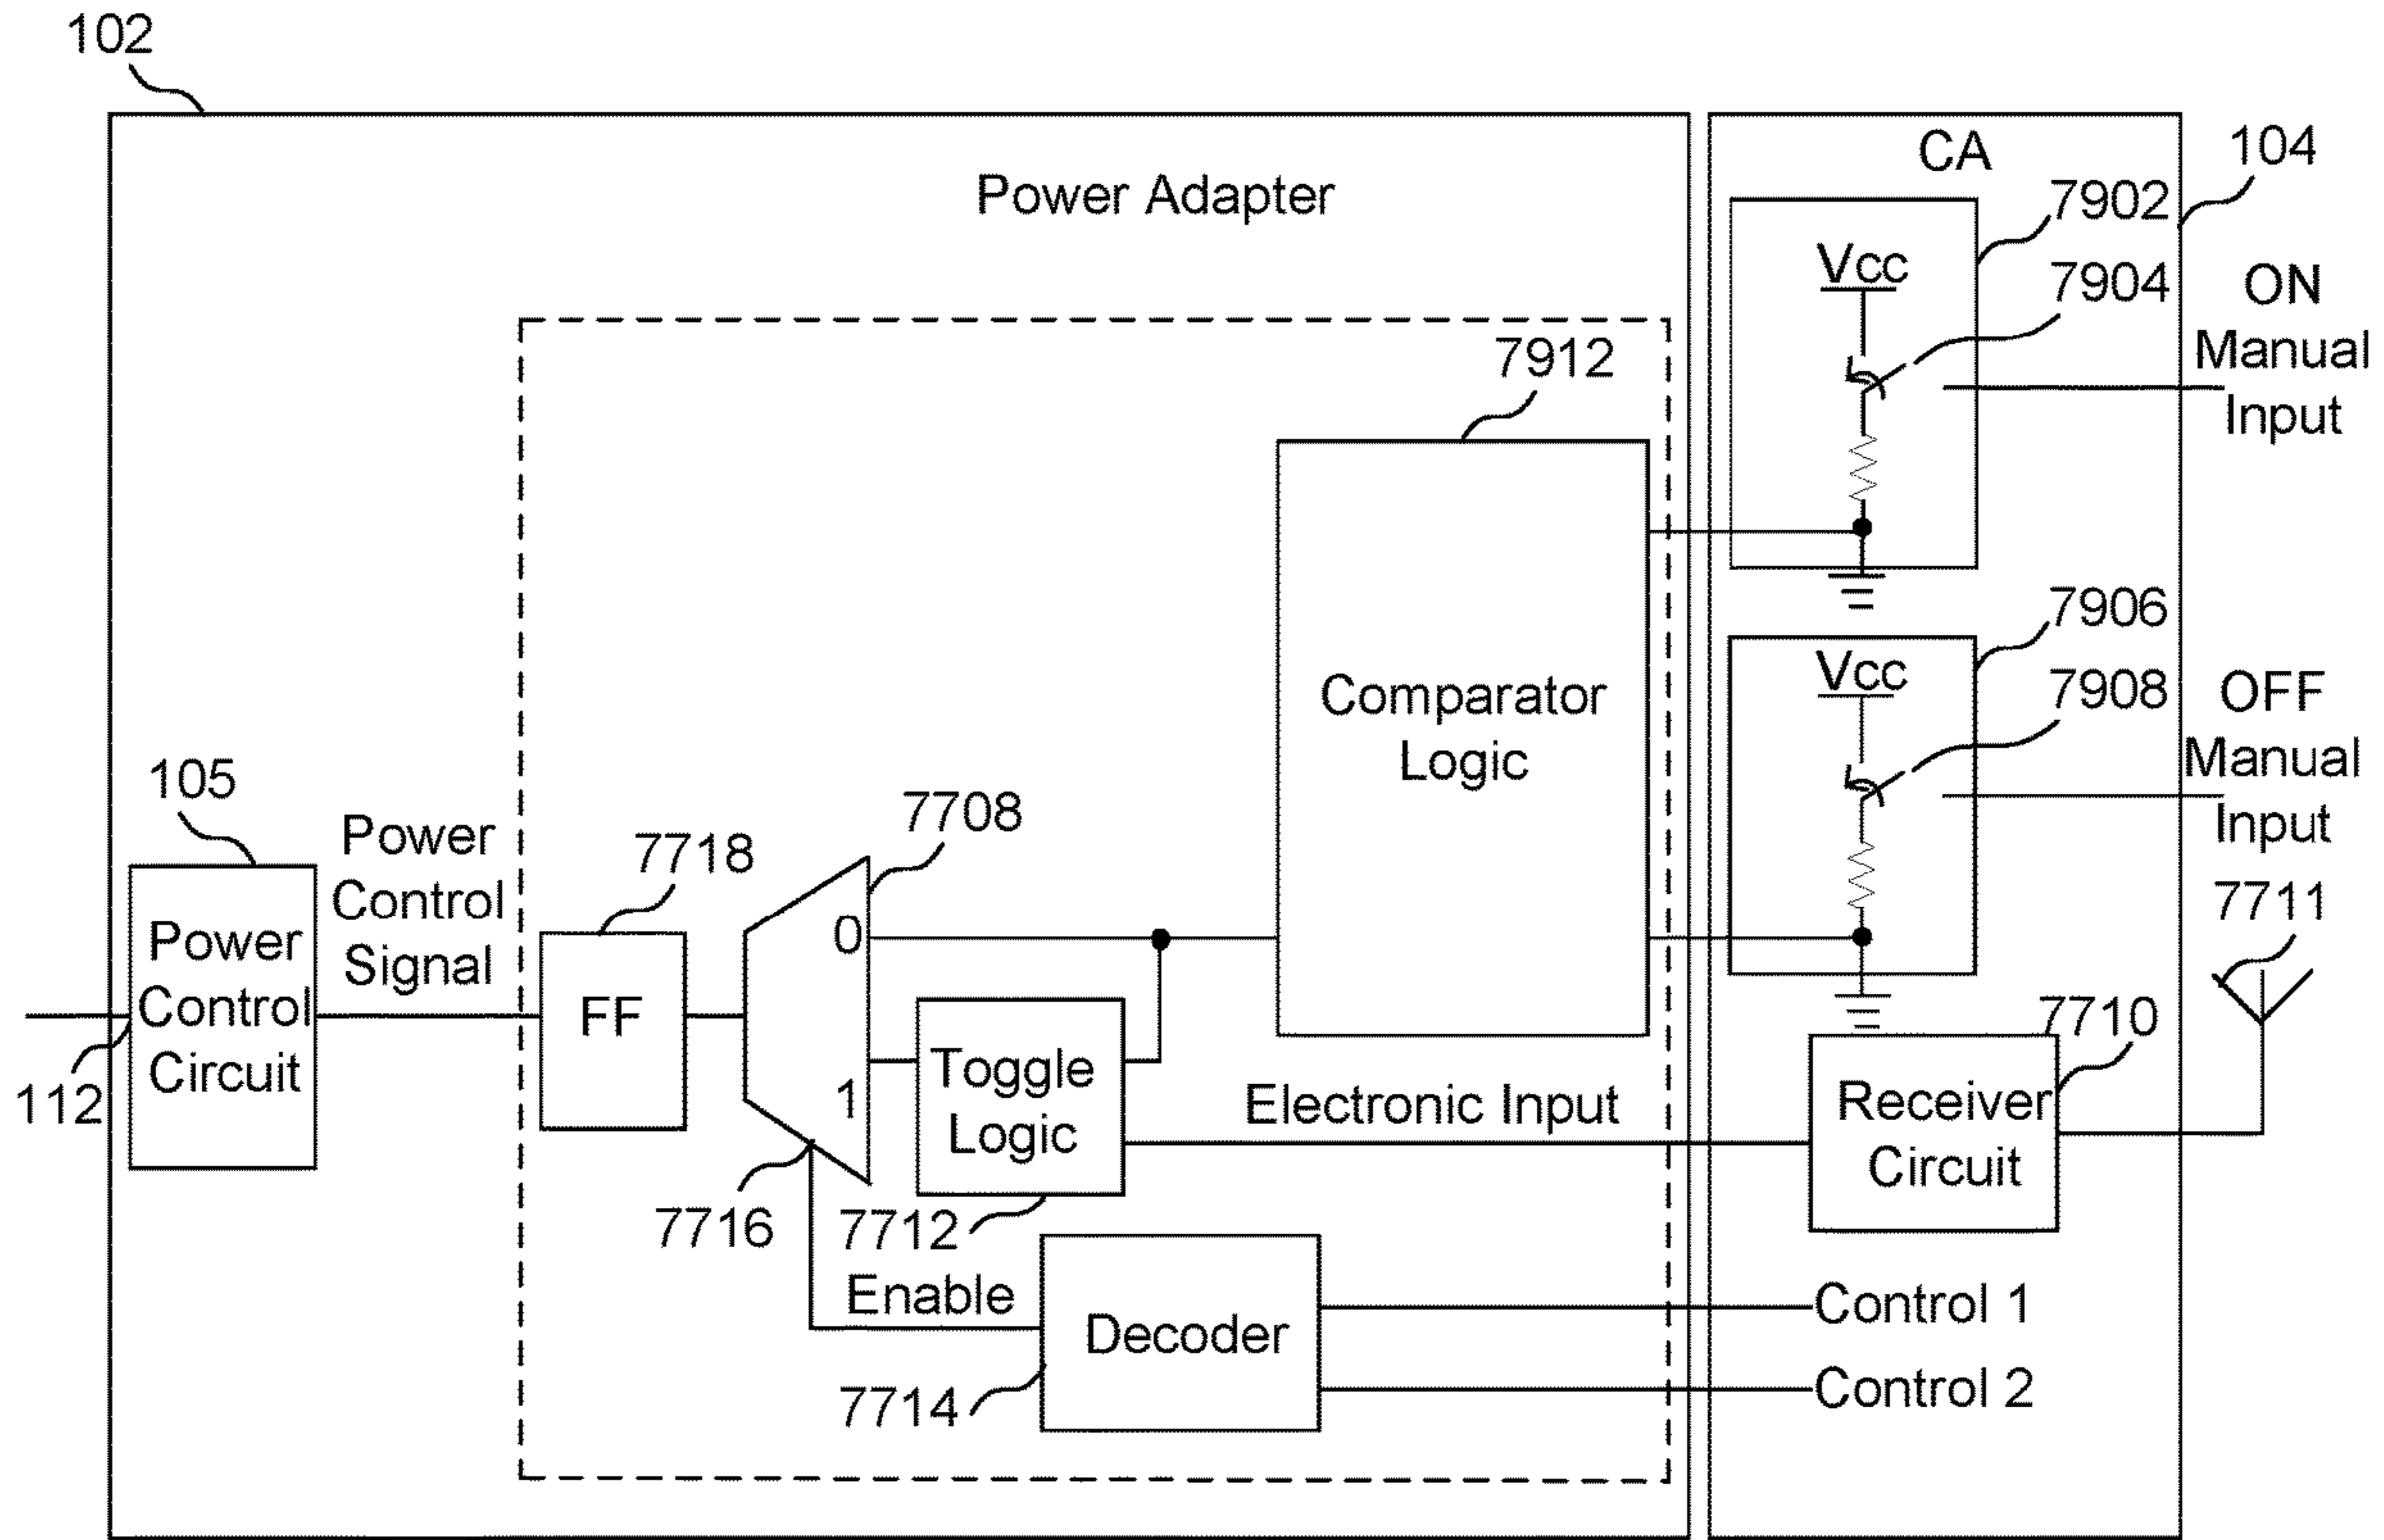 102
Power Adapter
CA
104
7902
Vcc
7904
ON
Manual
Input
7912
Comparator
Logic
7906
Vcc
7908
OFF
Manual
Input
105
Power
Control
Signal
Power
Control
Circuit
112
7718
FF
7708
0
1
7716
Toggle
Logic
7712
Electronic Input
7711
7710
Receiver
Circuit
Enable
Decoder
7714
Control 1
Control 2